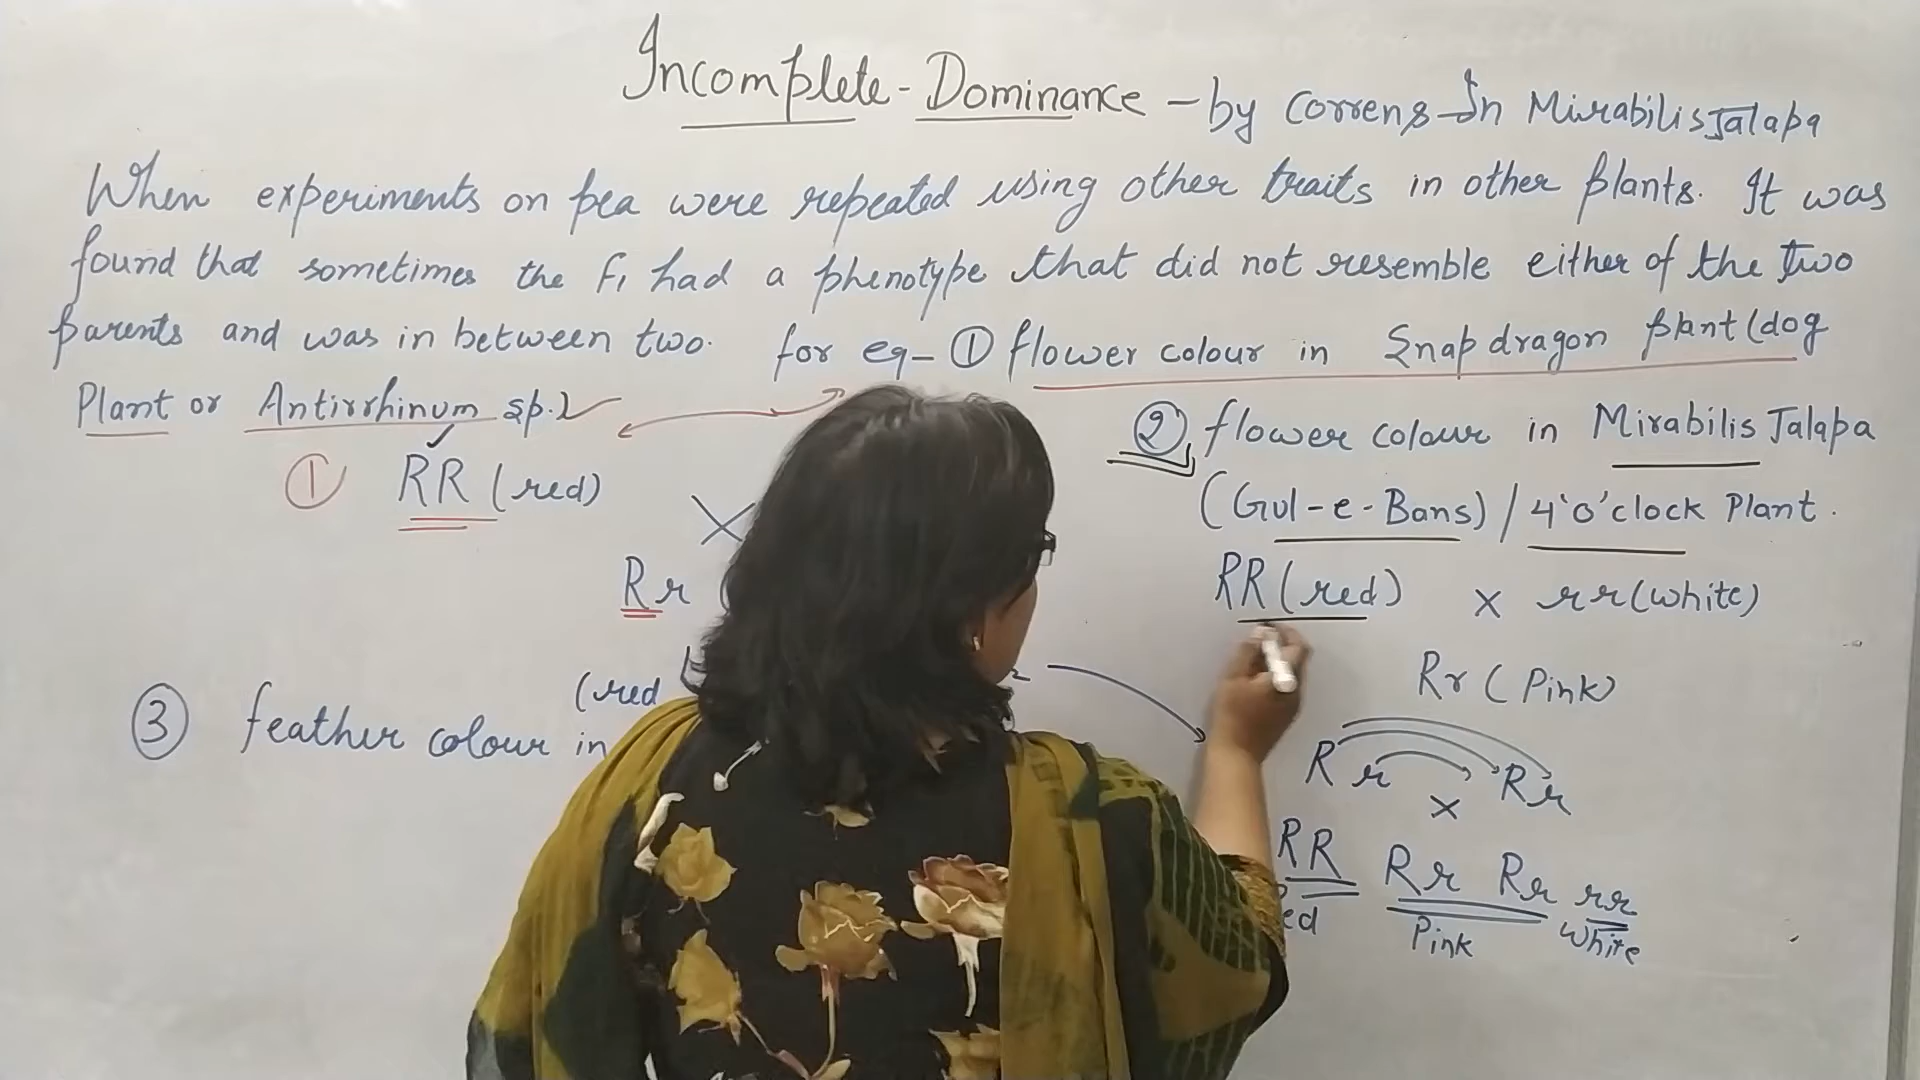 Incomplete - Dominance - by Correns In Mirabilis Jalapa
When experiments on pea were repeated using other traits in other plants. It was
found that sometimes the F1 had a phenotype that did not resemble either of the two
parents and was in between two. for eg- ① flower colour in Snapdragon plant (dog
Plant or Antirrhinum sp.)
① RR (red)
X
Rr (
(red
③ feather colour in
② flower colour in Mirabilis Jalapa
(Gul-e-Bans) / 4'o'clock Plant.
RR (red) x rr (white)
Rr (Pink)
Rr x Rr
RR Rr Rr rr
ed Pink White